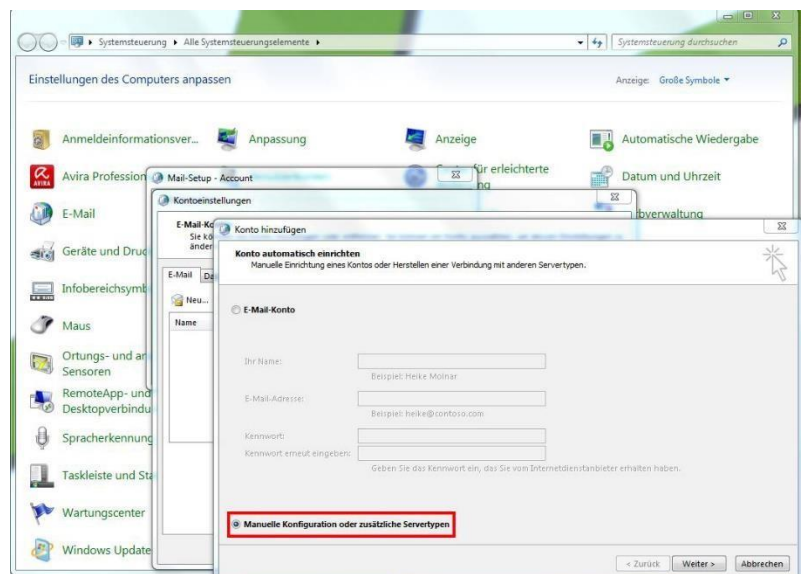 Systemsteuerung ▸ Alle Systemsteuerungselemente ▸
Systemsteuerung durchsuchen
Einstellungen des Computers anpassen
Anzeige: Große Symbole
Anmeldeinformationsver...
Anpassung
Anzeige
Automatische Wiedergabe
AVIRA
Avira Profession
für erleichterte
Datum und Uhrzeit
E-Mail
Geräte und Druc
Infobereichsymb
Maus
Ortungs- und an
Sensoren
RemoteApp- und
Desktopverbindu
Spracherkennung
Taskleiste und Sta
Wartungscenter
Windows Update
Mail-Setup - Account
Kontoeinstellungen
E-Mail-Ko
Sie kö
änder
E-Mail
Neu...
Name
Konto hinzufügen
Konto automatisch einrichten
Manuelle Einrichtung eines Kontos oder Herstellen einer Verbindung mit anderen Servertypen.
E-Mail-Konto
Ihr Name:
Beispiel: Heike Molnar
E-Mail-Adresse:
Beispiel: heike@contoso.com
Kennwort:
Kennwort erneut eingeben:
Geben Sie das Kennwort ein, das Sie vom Internetdienstanbieter erhalten haben.
Manuelle Konfiguration oder zusätzliche Servertypen
< Zurück
Weiter >
Abbrechen